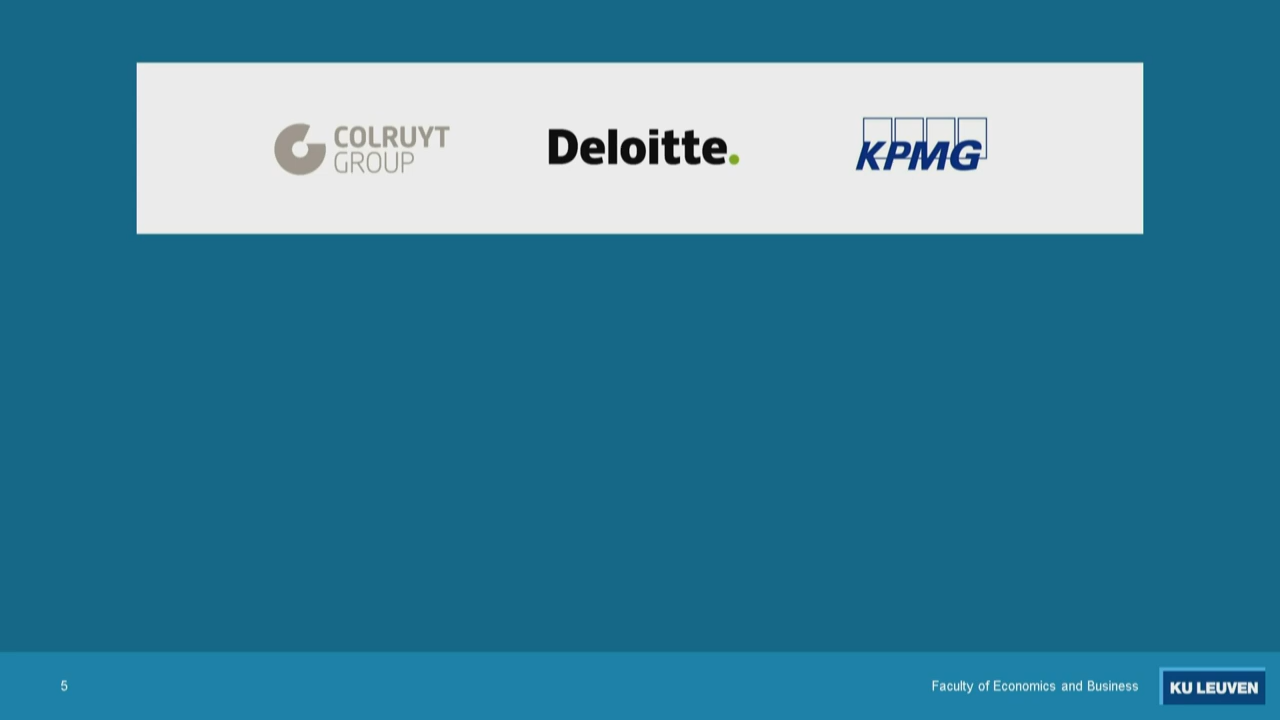 COLRUYT
GROUP
Deloitte.
KPMG
5
Faculty of Economics and Business
KU LEUVEN